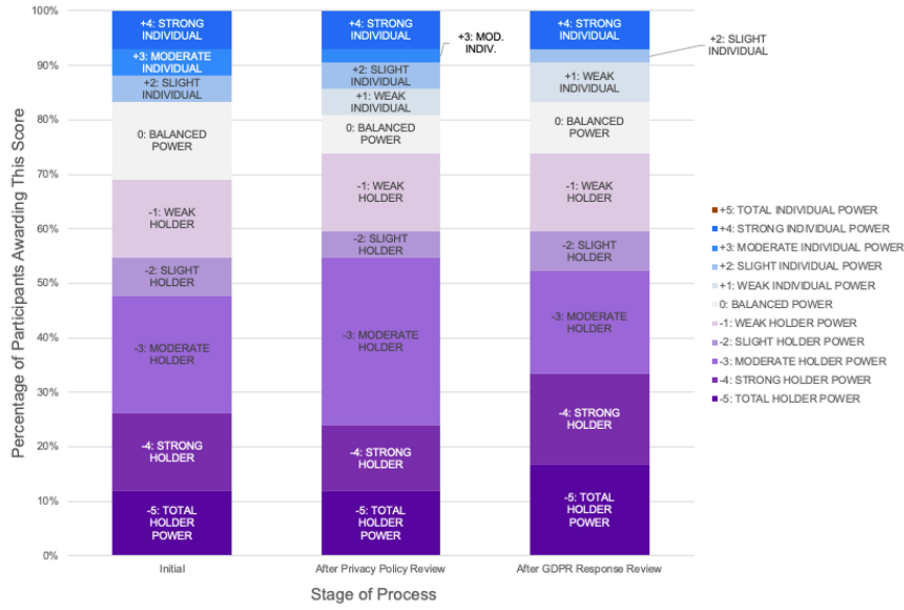 100%
90%
80%
70%
60%
50%
40%
30%
20%
10%
0%
Percentage of Participants Awarding This Score
+4: STRONG
INDIVIDUAL
+3: MODERATE
INDIVIDUAL
+2: SLIGHT
INDIVIDUAL
0: BALANCED
POWER
-1: WEAK
HOLDER
-2: SLIGHT
HOLDER
-3: MODERATE
HOLDER
-4: STRONG
HOLDER
-5: TOTAL
HOLDER
POWER
+4: STRONG
INDIVIDUAL
+3: MOD.
INDIV.
+2: SLIGHT
INDIVIDUAL
+1: WEAK
INDIVIDUAL
0: BALANCED
POWER
-1: WEAK
HOLDER
-2: SLIGHT
HOLDER
-3: MODERATE
HOLDER
-4: STRONG
HOLDER
-5: TOTAL
HOLDER
POWER
+4: STRONG
INDIVIDUAL
+2: SLIGHT
INDIVIDUAL
+1: WEAK
INDIVIDUAL
0: BALANCED
POWER
-1: WEAK
HOLDER
-2: SLIGHT
HOLDER
-3: MODERATE
HOLDER
-4: STRONG
HOLDER
-5: TOTAL
HOLDER
POWER
Initial
After Privacy Policy Review
After GDPR Response Review
Stage of Process
+5: TOTAL INDIVIDUAL POWER
+4: STRONG INDIVIDUAL POWER
+3: MODERATE INDIVIDUAL POWER
+2: SLIGHT INDIVIDUAL POWER
+1: WEAK INDIVIDUAL POWER
0: BALANCED POWER
-1: WEAK HOLDER POWER
-2: SLIGHT HOLDER POWER
-3: MODERATE HOLDER POWER
-4: STRONG HOLDER POWER
-5: TOTAL HOLDER POWER